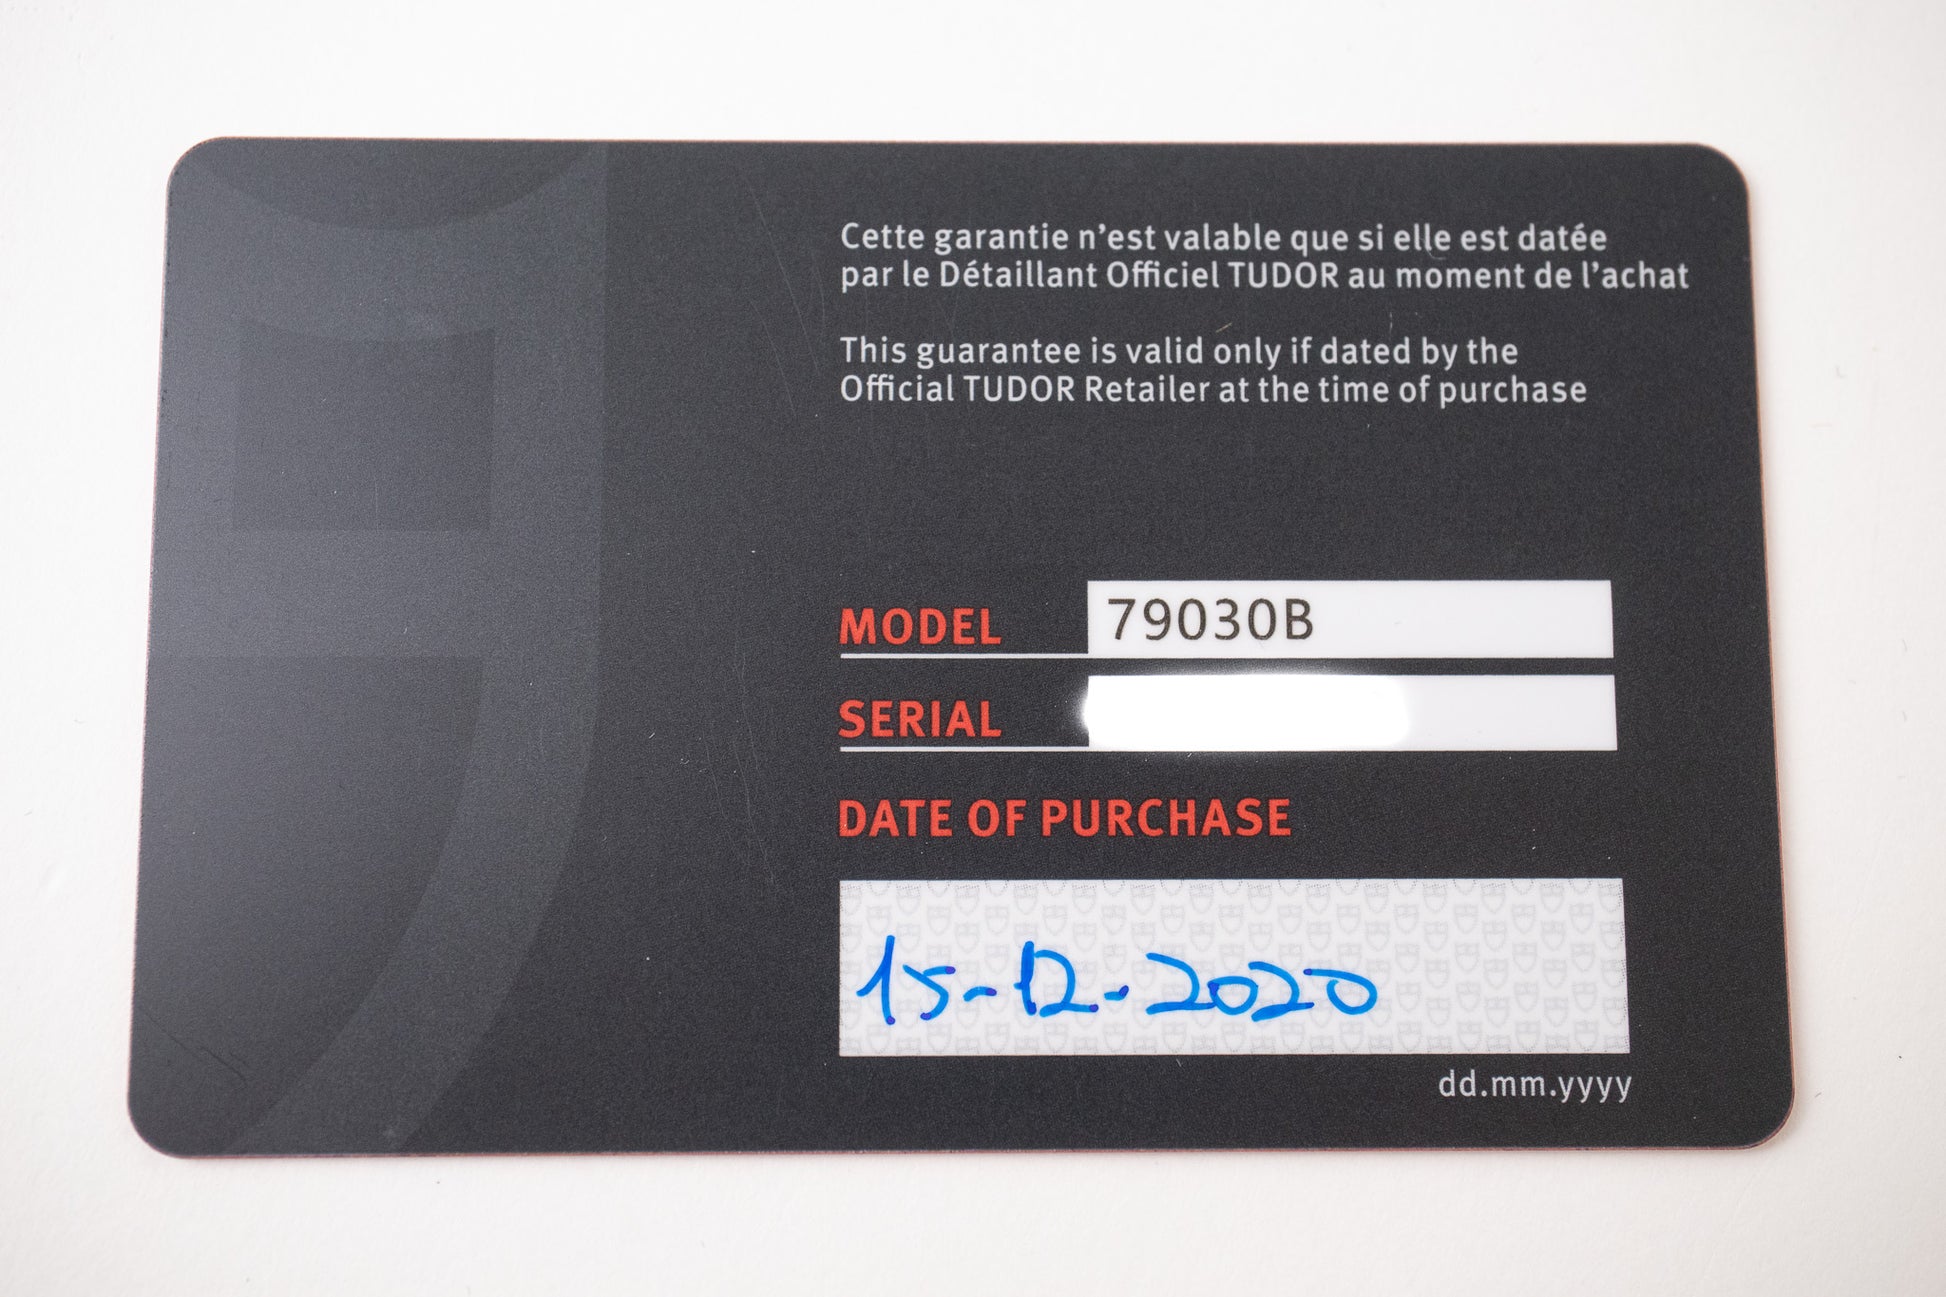 Cette garantie n'est valable que si elle est datée
par le Détaillant Officiel TUDOR au moment de l'achat
This guarantee is valid only if dated by the
Official TUDOR Retailer at the time of purchase
MODEL 79030B
SERIAL
DATE OF PURCHASE
15-12-2020
dd.mm.yyyy